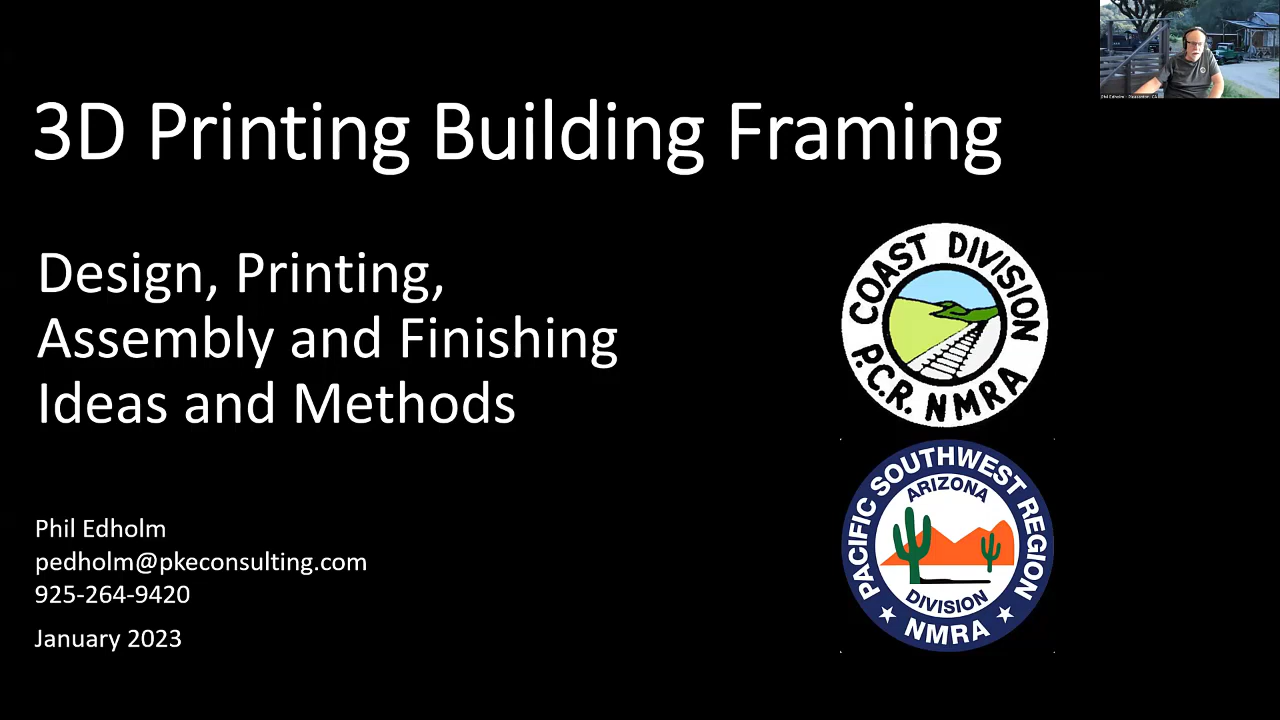 3D Printing Building Framing
Design, Printing,
Assembly and Finishing
Ideas and Methods
COAST DIVISION
P.C.R. NMRA
PACIFIC SOUTHWEST REGION
ARIZONA
DIVISION
NMRA
Phil Edholm
pedholm@pkeconsulting.com
925-264-9420
January 2023